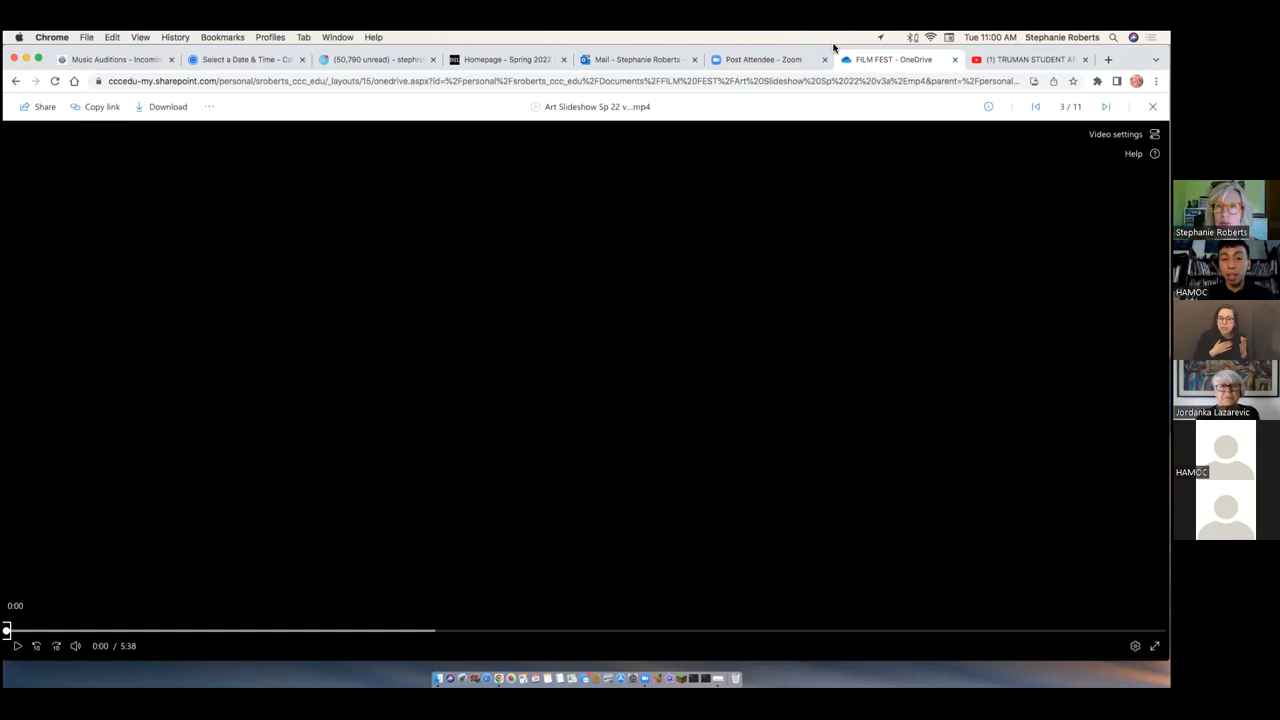 Chrome File Edit View History Bookmarks Profiles Tab Window Help Tue 11:00 AM Stephanie Roberts
Music Auditions - Incomin Select a Date & Time - Ca (50,790 unread) - stephro Homepage - Spring 2022 Mail - Stephanie Roberts - Post Attendee - Zoom FILM FEST - OneDrive (1) TRUMAN STUDENT A
cccedu-my.sharepoint.com/personal/sroberts_ccc_edu/_layouts/15/onedrive.aspx?id=%2Fpersonal%2Fsroberts_ccc_edu%2FDocuments%2FFILM%20FEST%2FArt%20Slideshow%20Sp%2022%20v3a%2Emp4&parent=%2Fpersonal...
Share Copy link Download ... Art Slideshow Sp 22 v...mp4 3 / 11
Video settings
Help
Stephanie Roberts
HAMOC
Jordanka Lazarevic
HAMOC
0:00
10 10 0:00 / 5:38